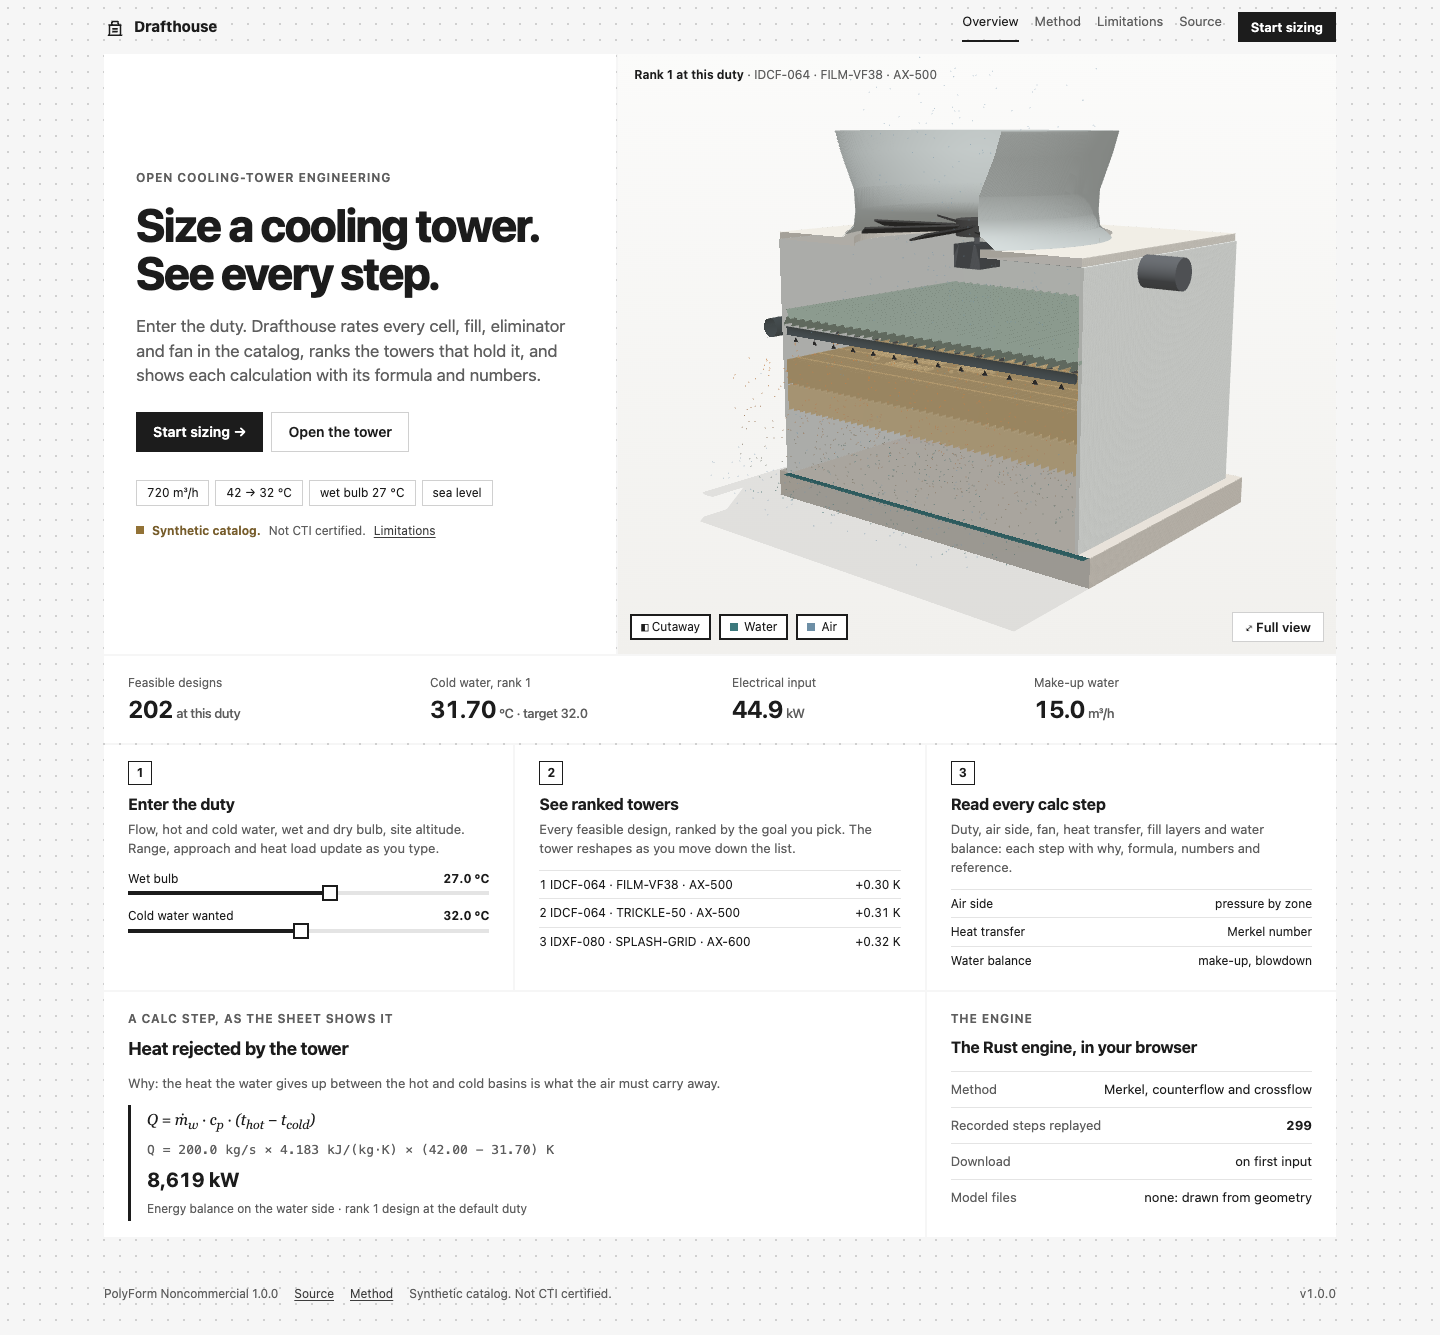 Drafthouse
Overview Method Limitations Source Start sizing
Rank 1 at this duty · IDCF-064 · FILM-VF38 · AX-500
OPEN COOLING-TOWER ENGINEERING
Size a cooling tower.
See every step.
Enter the duty. Drafthouse rates every cell, fill, eliminator
and fan in the catalog, ranks the towers that hold it, and
shows each calculation with its formula and numbers.
Start sizing → Open the tower
720 m³/h 42 → 32 °C wet bulb 27 °C sea level
Synthetic catalog. Not CTI certified. Limitations
Cutaway Water Air Full view
Feasible designs
202 at this duty
Cold water, rank 1
31.70 °C · target 32.0
Electrical input
44.9 kW
Make-up water
15.0 m³/h
1
Enter the duty
Flow, hot and cold water, wet and dry bulb, site altitude.
Range, approach and heat load update as you type.
Wet bulb 27.0 °C
Cold water wanted 32.0 °C
2
See ranked towers
Every feasible design, ranked by the goal you pick. The
tower reshapes as you move down the list.
1 IDCF-064 · FILM-VF38 · AX-500 +0.30 K
2 IDCF-064 · TRICKLE-50 · AX-500 +0.31 K
3 IDXF-080 · SPLASH-GRID · AX-600 +0.32 K
3
Read every calc step
Duty, air side, fan, heat transfer, fill layers and water
balance: each step with why, formula, numbers and
reference.
Air side pressure by zone
Heat transfer Merkel number
Water balance make-up, blowdown
A CALC STEP, AS THE SHEET SHOWS IT
Heat rejected by the tower
Why: the heat the water gives up between the hot and cold basins is what the air must carry away.
Q = ṁw · cp · (thot − tcold)
Q = 200.0 kg/s × 4.183 kJ/(kg·K) × (42.00 − 31.70) K
8,619 kW
Energy balance on the water side · rank 1 design at the default duty
THE ENGINE
The Rust engine, in your browser
Method Merkel, counterflow and crossflow
Recorded steps replayed 299
Download on first input
Model files none: drawn from geometry
PolyForm Noncommercial 1.0.0 Source Method Synthetic catalog. Not CTI certified. v1.0.0